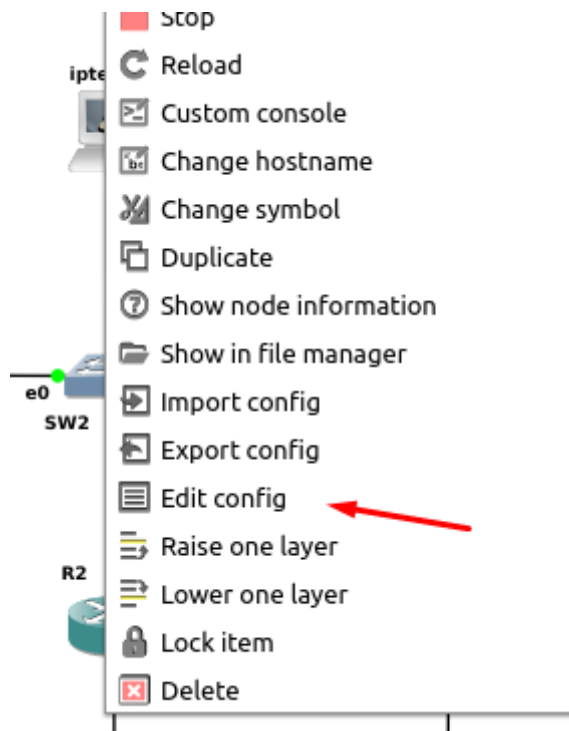 Stop
ipte
Reload
Custom console
Change hostname
Change symbol
Duplicate
Show node information
Show in file manager
e0
Import config
SW2
Export config
Edit config
Raise one layer
R2
Lower one layer
Lock item
Delete